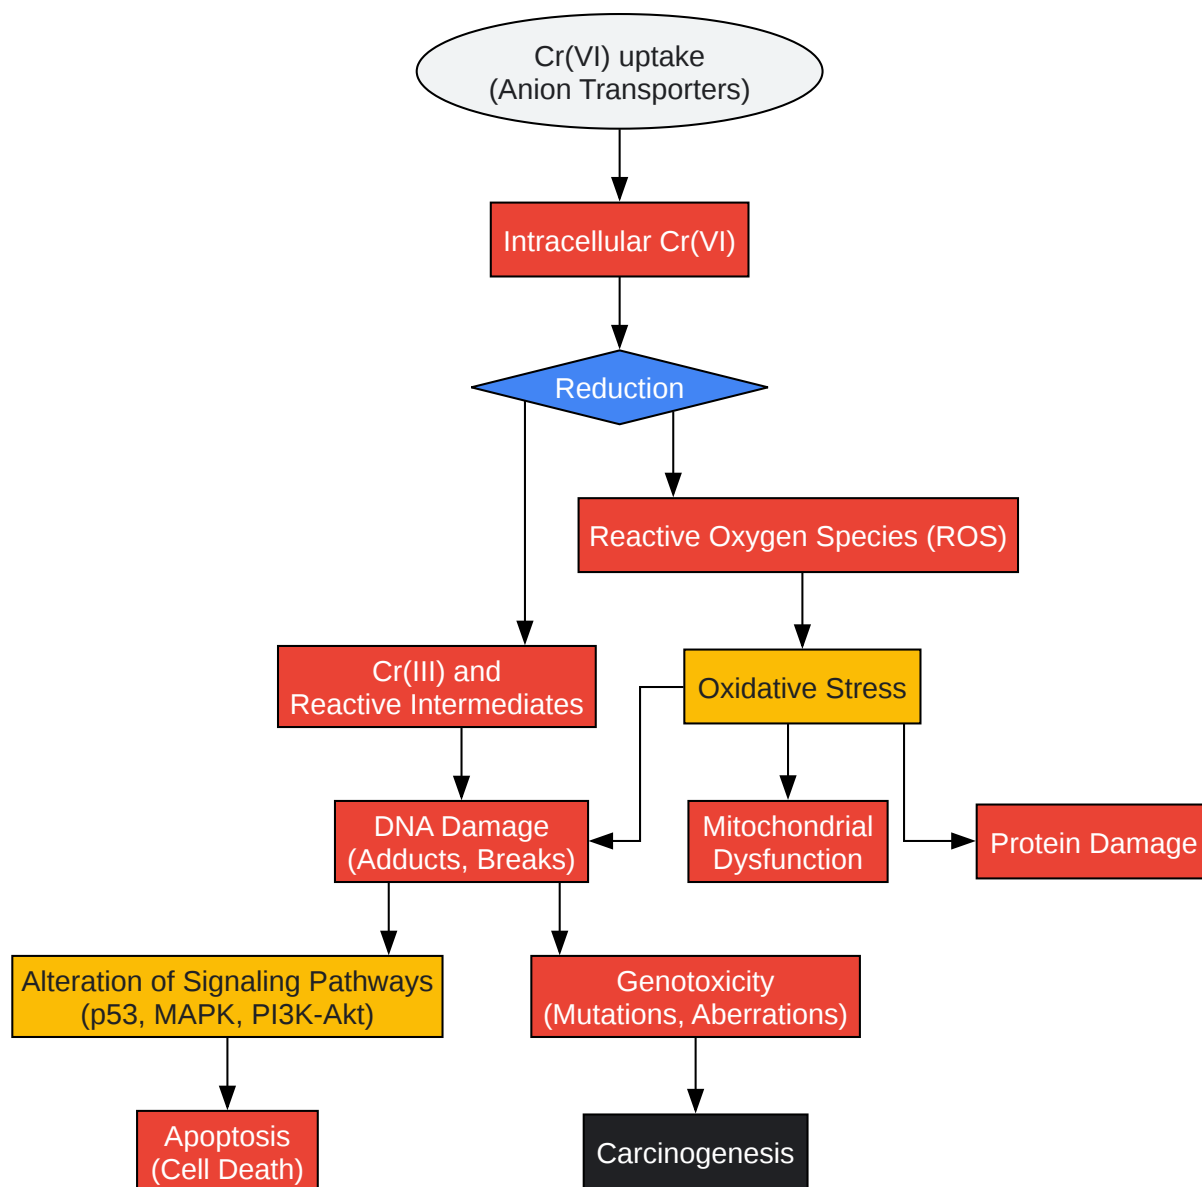 Cr(VI) uptake
(Anion Transporters)
Intracellular Cr(VI)
Reduction
Reactive Oxygen Species (ROS)
Cr(III) and
Reactive Intermediates
Oxidative Stress
DNA Damage
(Adducts, Breaks)
Mitochondrial
Dysfunction
Protein Damage
Alteration of Signaling Pathways
(p53, MAPK, PI3K-Akt)
Genotoxicity
(Mutations, Aberrations)
Apoptosis
(Cell Death)
Carcinogenesis